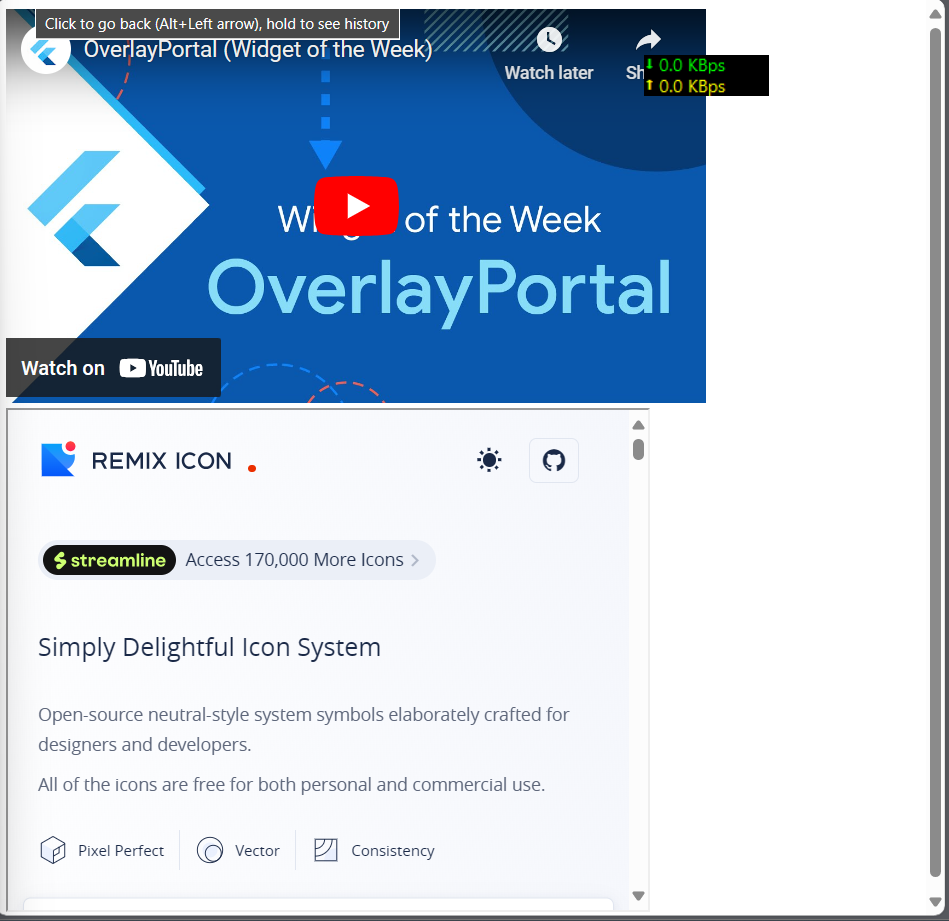 Click to go back (Alt+Left arrow), hold to see history
OverlayPortal (Widget of the Week)
Watch later
Sh
0.0 KBps
0.0 KBps
of the Week
OverlayPortal
Watch on YouTube
REMIX ICON
streamline Access 170,000 More Icons
Simply Delightful Icon System
Open-source neutral-style system symbols elaborately crafted for
designers and developers.
All of the icons are free for both personal and commercial use.
Pixel Perfect
Vector
Consistency